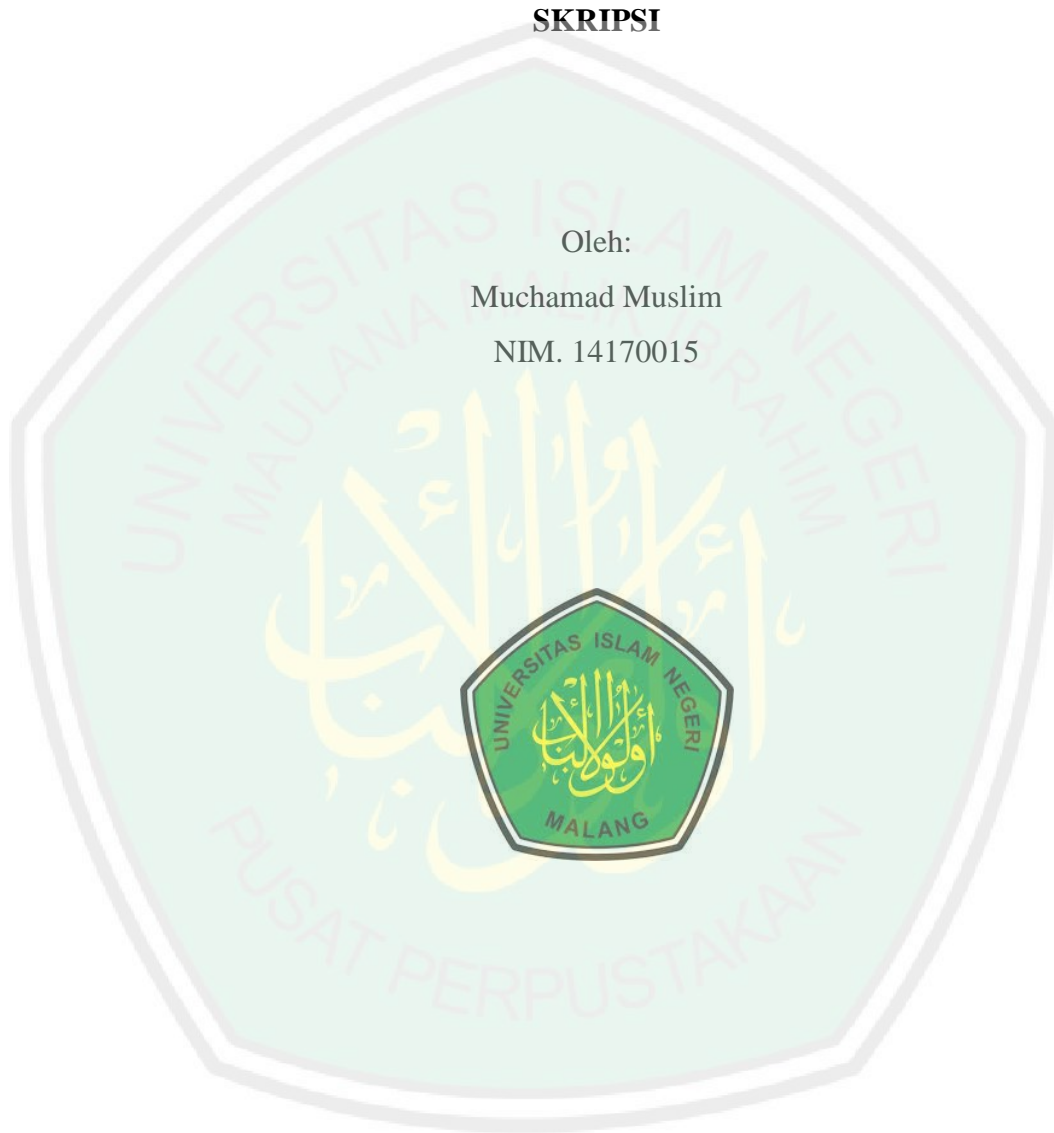 SKRIPSI
Oleh:
Muchamad Muslim
NIM. 14170015
UNIVERSITAS ISLAM NEGERI
MAULANA MALIK IBRAHIM
PUSAT PERPUSTAKAAN
UNIVERSITAS ISLAM NEGERI
MALANG